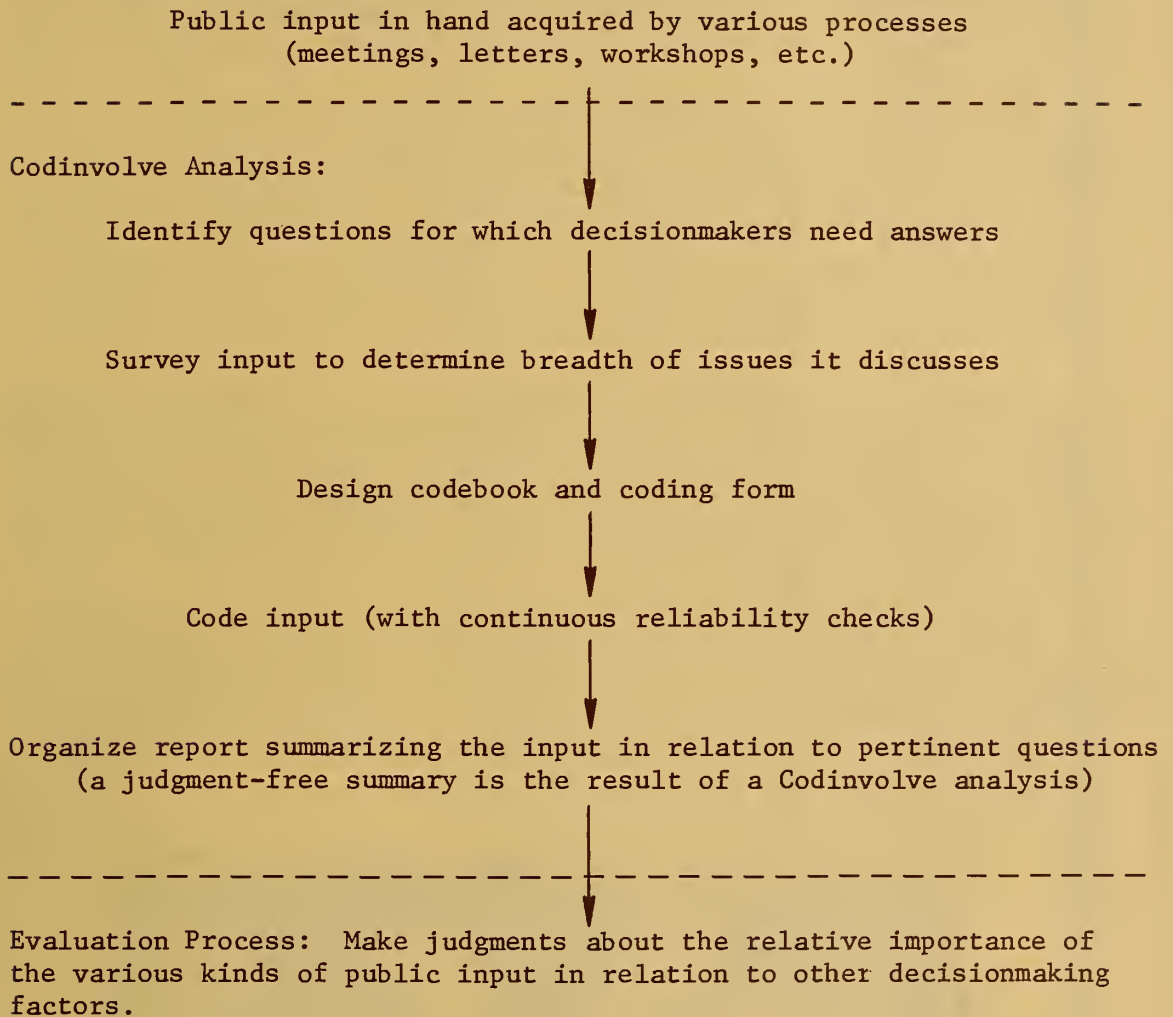 Public input in hand acquired by various processes
(meetings, letters, workshops, etc.)
Codinvolve Analysis:
Identify questions for which decisionmakers need answers
Survey input to determine breadth of issues it discusses
Design codebook and coding form
Code input (with continuous reliability checks)
Organize report summarizing the input in relation to pertinent questions
(a judgment-free summary is the result of a Codinvolve analysis)
Evaluation Process: Make judgments about the relative importance of
the various kinds of public input in relation to other decisionmaking
factors.